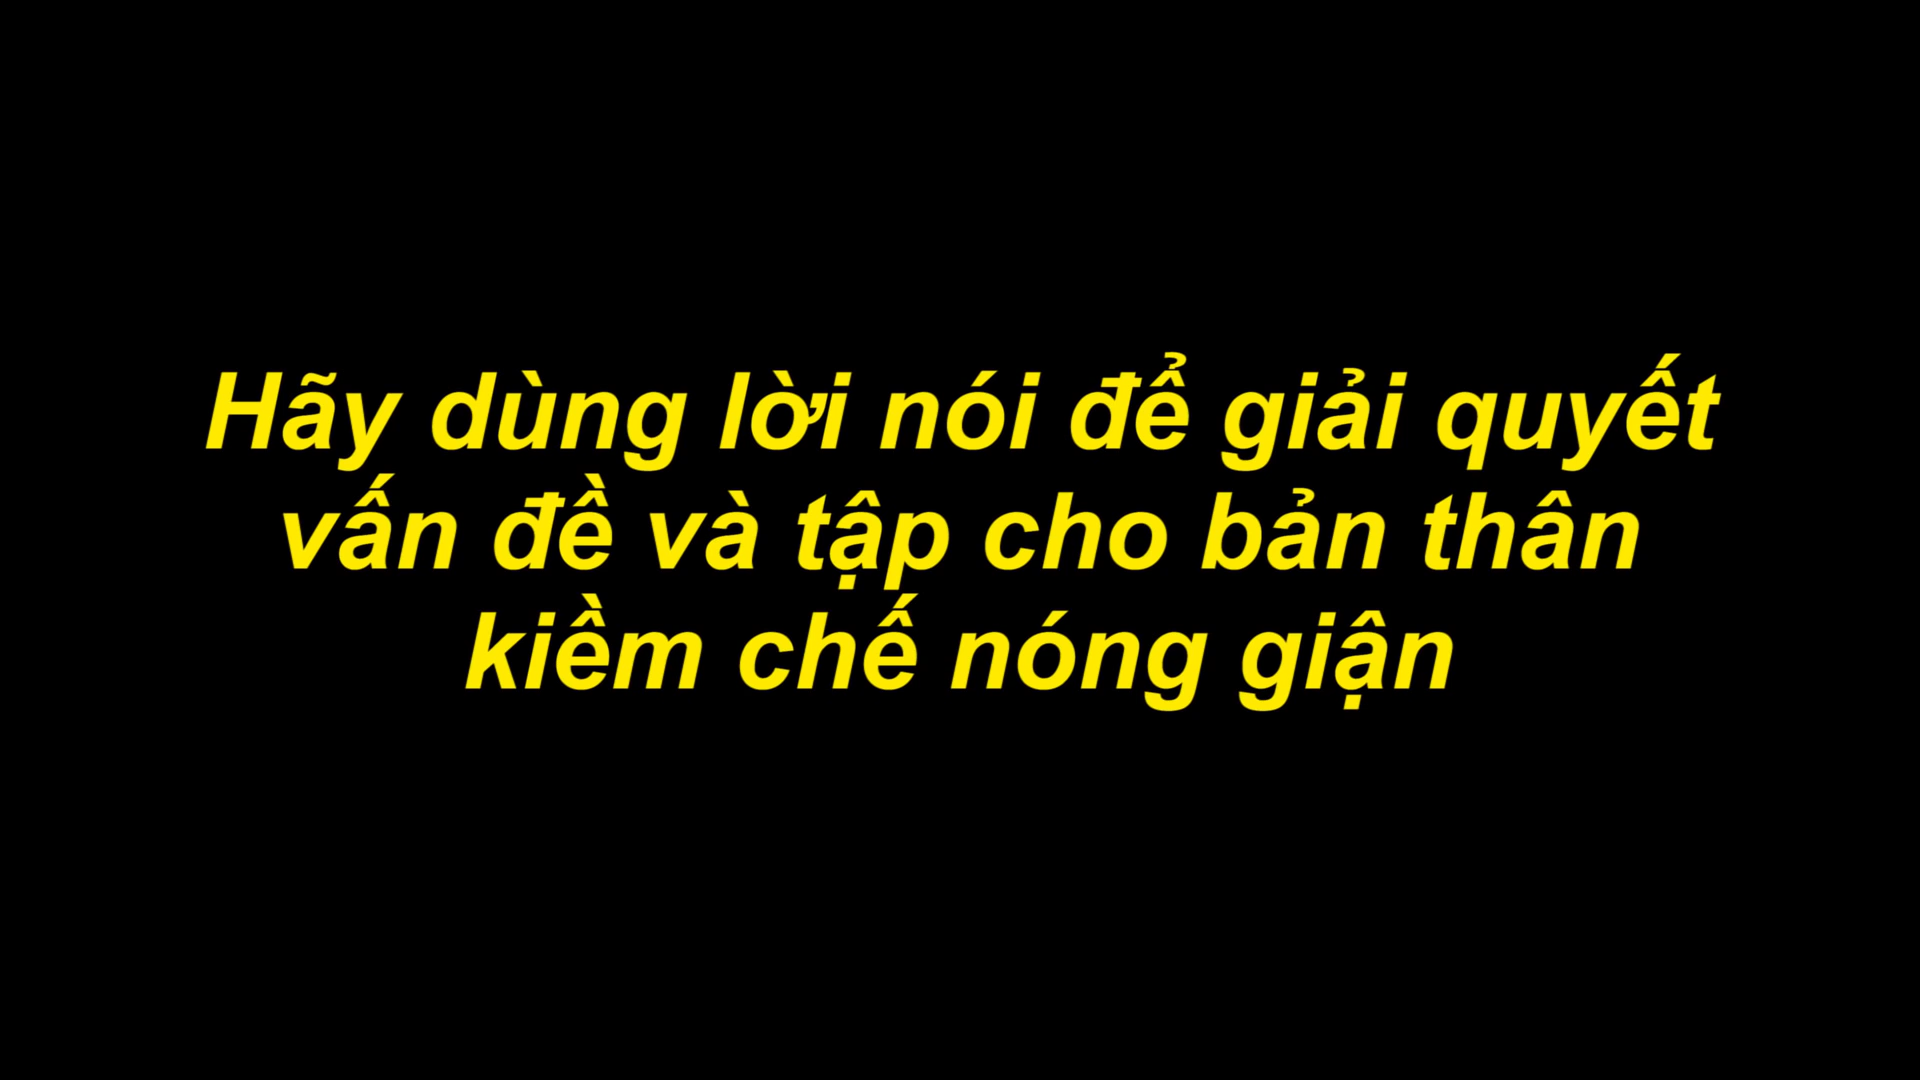 Hãy dùng lời nói để giải quyết
vấn đề và tập cho bản thân
kiềm chế nóng giận